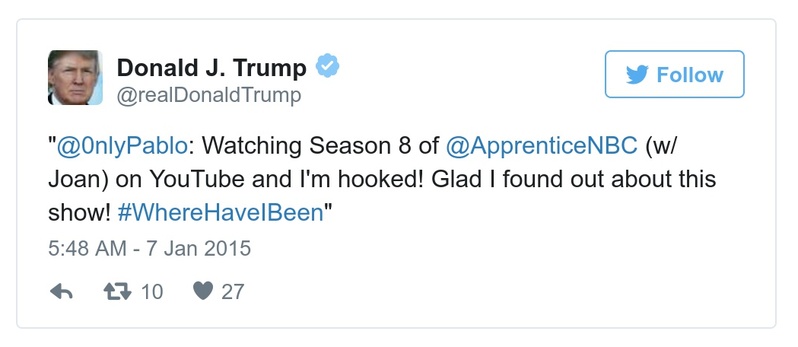 Donald J. Trump
@realDonaldTrump
Follow
"@0nlyPablo: Watching Season 8 of @ApprenticeNBC (w/
Joan) on YouTube and I'm hooked! Glad I found out about this
show! #WhereHaveIBeen"
5:48 AM - 7 Jan 2015
10
27